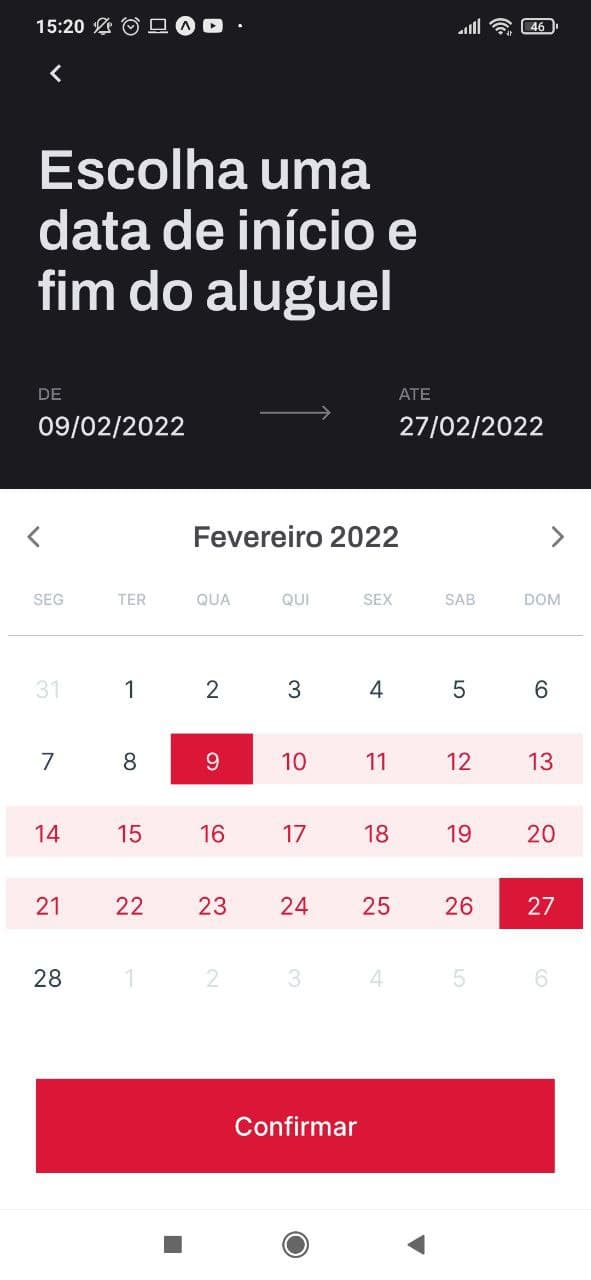 15:20
46
Escolha uma
data de início e
fim do aluguel
DE
ATE
09/02/2022
27/02/2022
Fevereiro 2022
SEG TER QUA QUI SEX SAB DOM
31 1 2 3 4 5 6
7 8 9 10 11 12 13
14 15 16 17 18 19 20
21 22 23 24 25 26 27
28 1 2 3 4 5 6
Confirmar